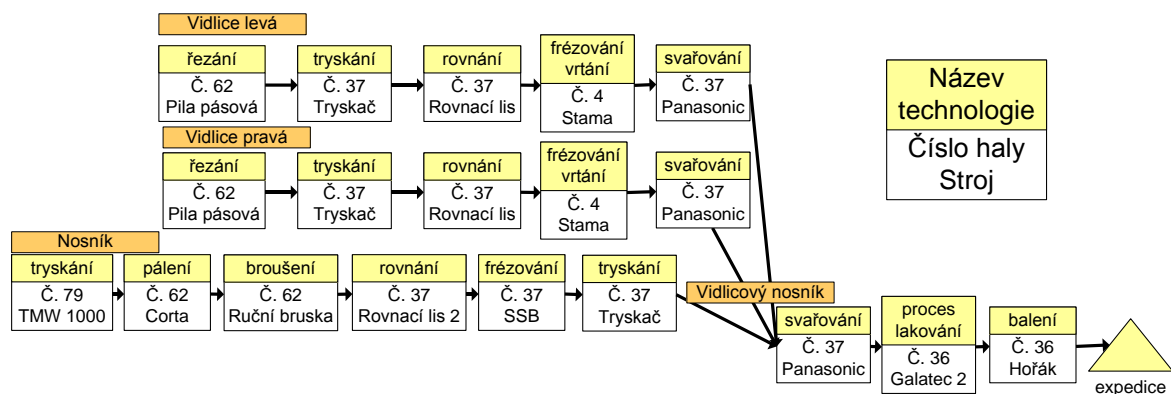 Vidlice levá
řezání
Č. 62
Pila pásová
tryskání
Č. 37
Tryskač
rovnání
Č. 37
Rovnací lis
frézování
vrtání
Č. 4
Stama
svařování
Č. 37
Panasonic
Název
technologie
Číslo haly
Stroj
Vidlice pravá
řezání
Č. 62
Pila pásová
tryskání
Č. 37
Tryskač
rovnání
Č. 37
Rovnací lis
frézování
vrtání
Č. 4
Stama
svařování
Č. 37
Panasonic
Nosník
tryskání
Č. 79
TMW 1000
pálení
Č. 62
Corta
broušení
Č. 62
Ruční bruska
rovnání
Č. 37
Rovnací lis 2
frézování
Č. 37
SSB
tryskání
Č. 37
Tryskač
Vidlicový nosník
svařování
Č. 37
Panasonic
proces
lakování
Č. 36
Galatec 2
balení
Č. 36
Hořák
expedice